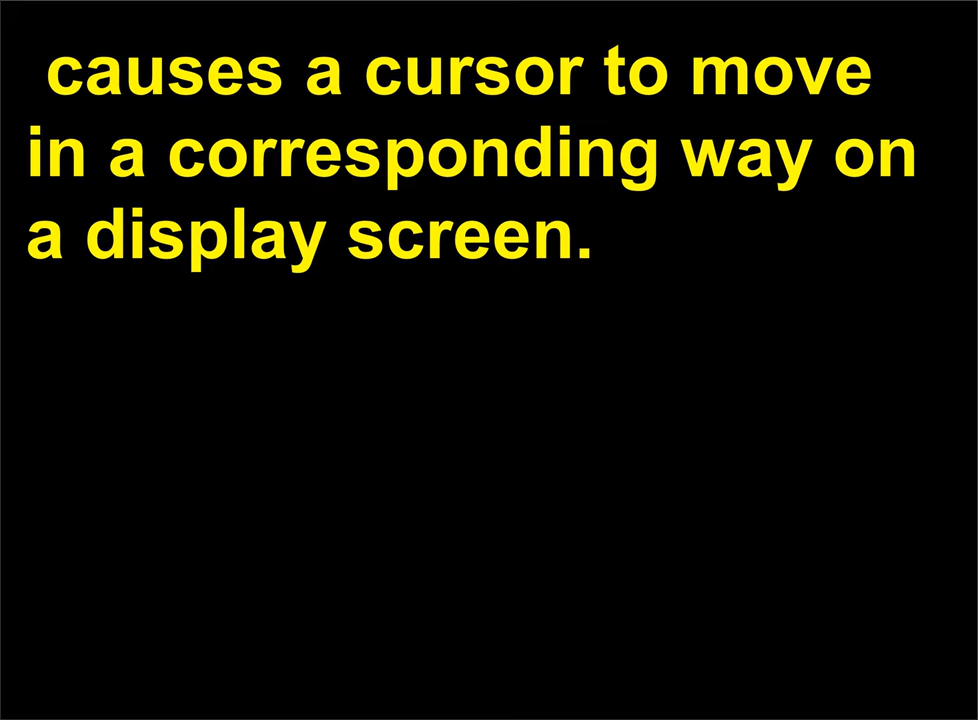 causes a cursor to move
in a corresponding way on
a display screen.